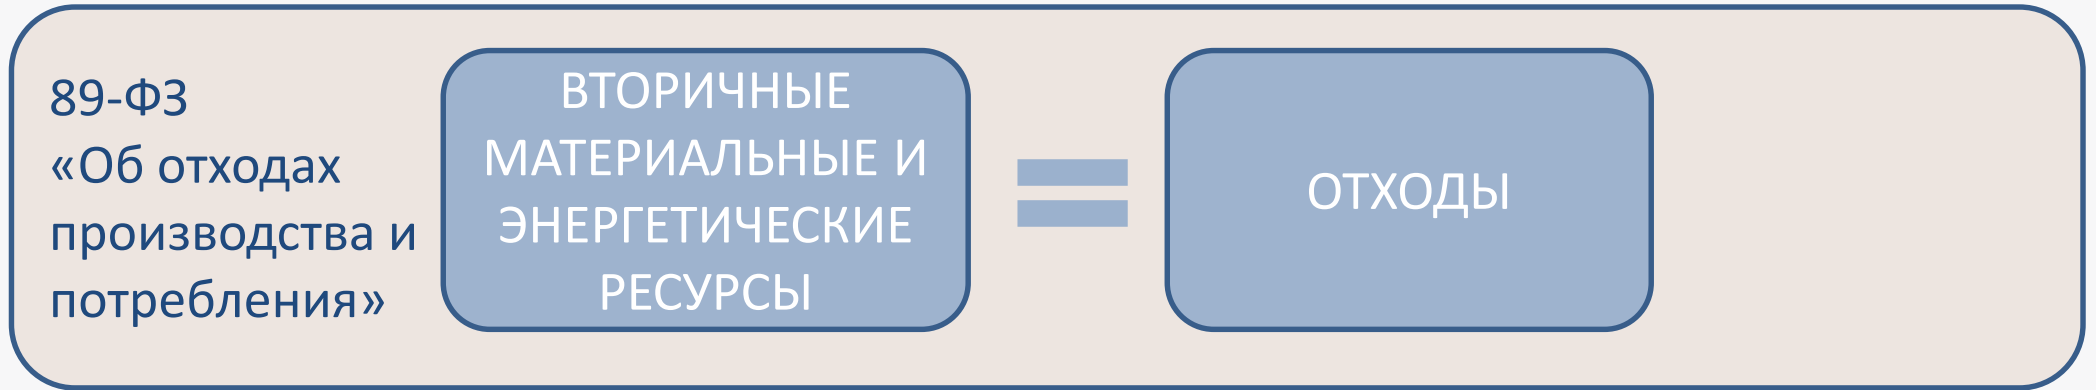 89-ФЗ
«Об отходах
производства и
потребления»
ВТОРИЧНЫЕ
МАТЕРИАЛЬНЫЕ И
ЭНЕРГЕТИЧЕСКИЕ
РЕСУРСЫ
=
ОТХОДЫ